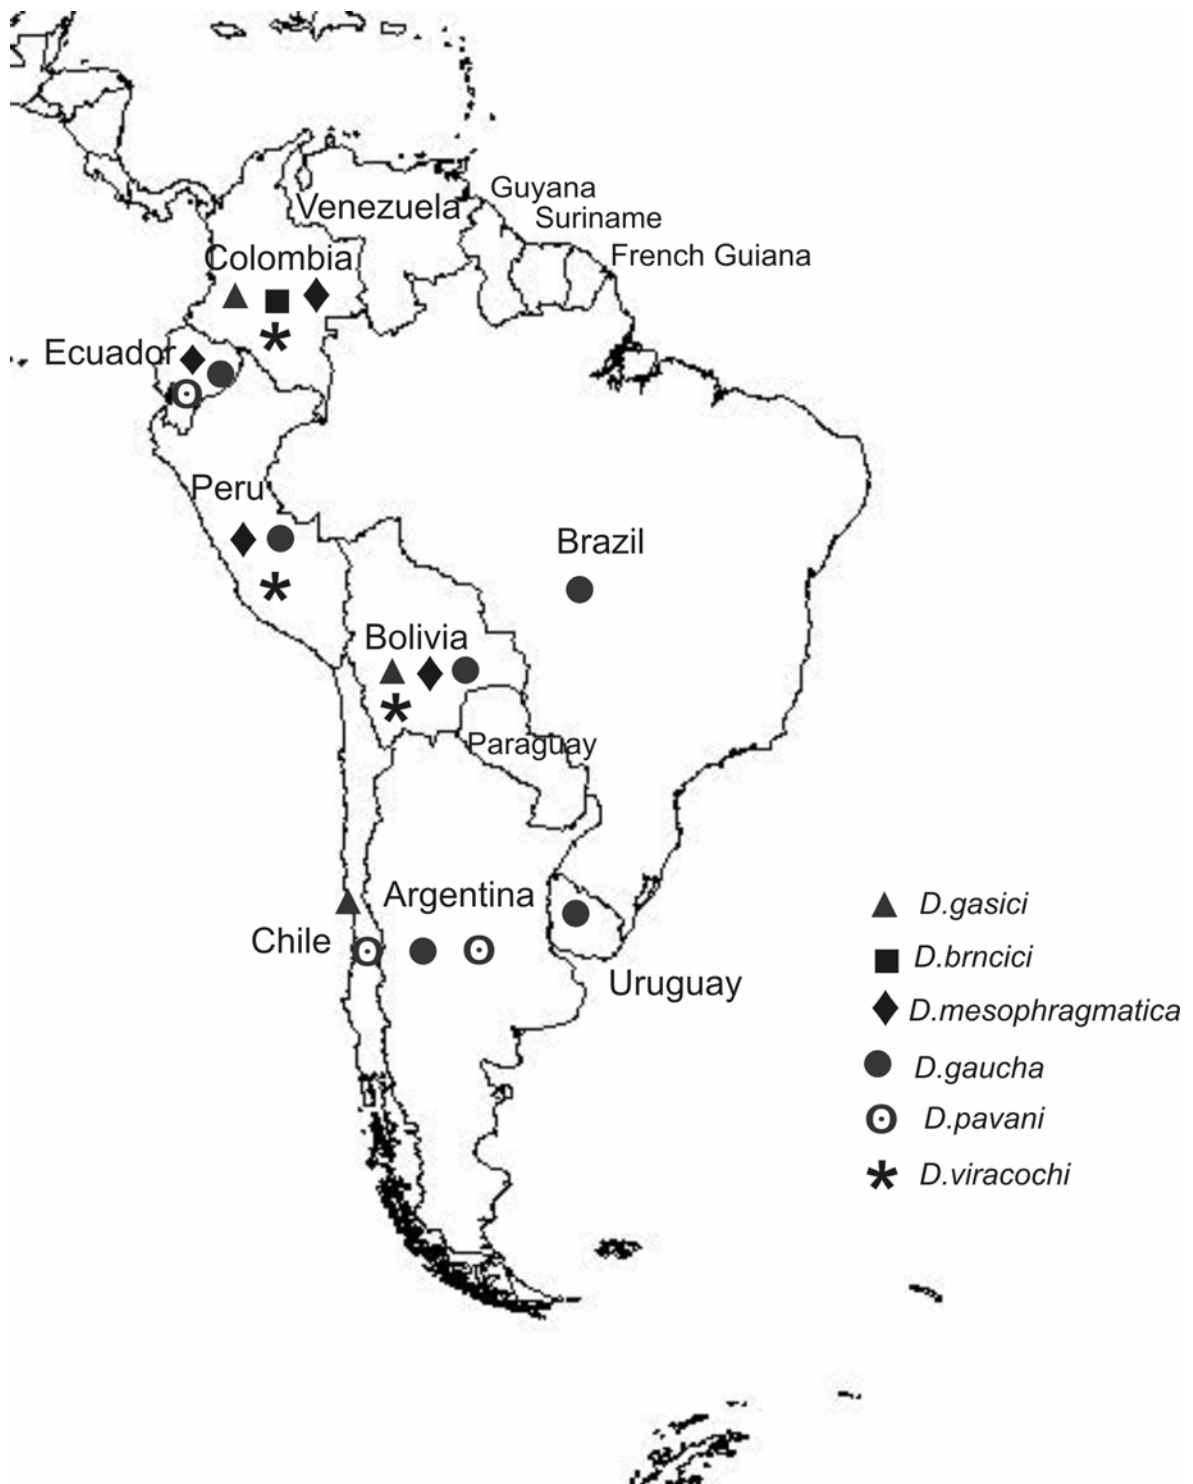 Guyana
Venezuela
Suririname
French Guiana
Colombia
Ecuador
Peru
Brazil
Bolivia
Paraguay
Argentina
Chile
Uruguay
D.gasici
D.brncici
D.mesophragmatica
D.gaucha
D.pavani
D.viracochi